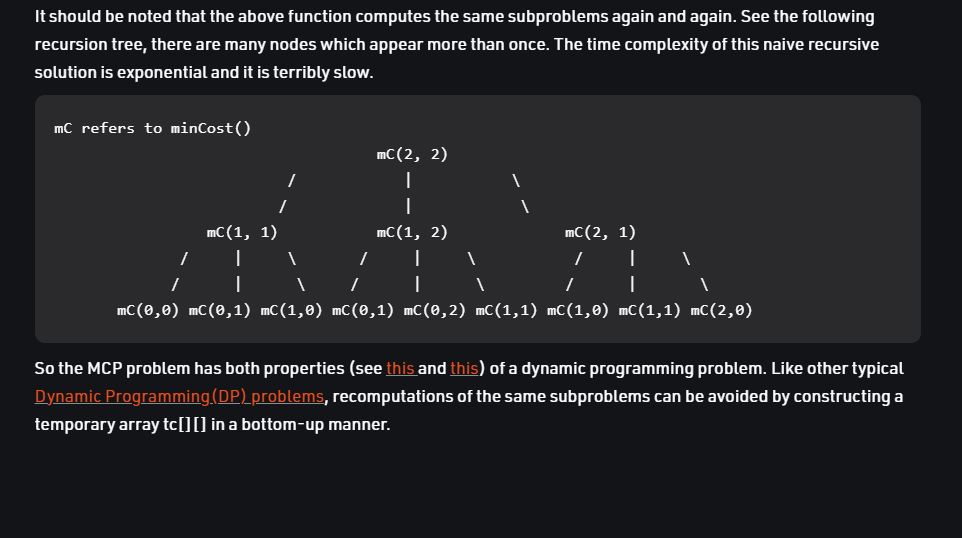 It should be noted that the above function computes the same subproblems again and again. See the following
recursion tree, there are many nodes which appear more than once. The time complexity of this naive recursive
solution is exponential and it is terribly slow.
mC refers to minCost()
                                    mC(2, 2)
                          /            |           \
                         /             |            \
                 mC(1, 1)           mC(1, 2)             mC(2, 1)
              /     |     \       /     |     \           /     |     \
             /      |      \     /      |      \         /      |       \
       mC(0,0) mC(0,1) mC(1,0) mC(0,1) mC(0,2) mC(1,1) mC(1,0) mC(1,1) mC(2,0)
So the MCP problem has both properties (see this and this) of a dynamic programming problem. Like other typical
Dynamic Programming(DP) problems, recomputations of the same subproblems can be avoided by constructing a
temporary array tc[][] in a bottom-up manner.